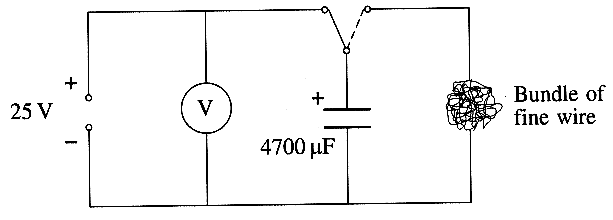 +
25 V
−
V
+
4700 μF
Bundle of
fine wire